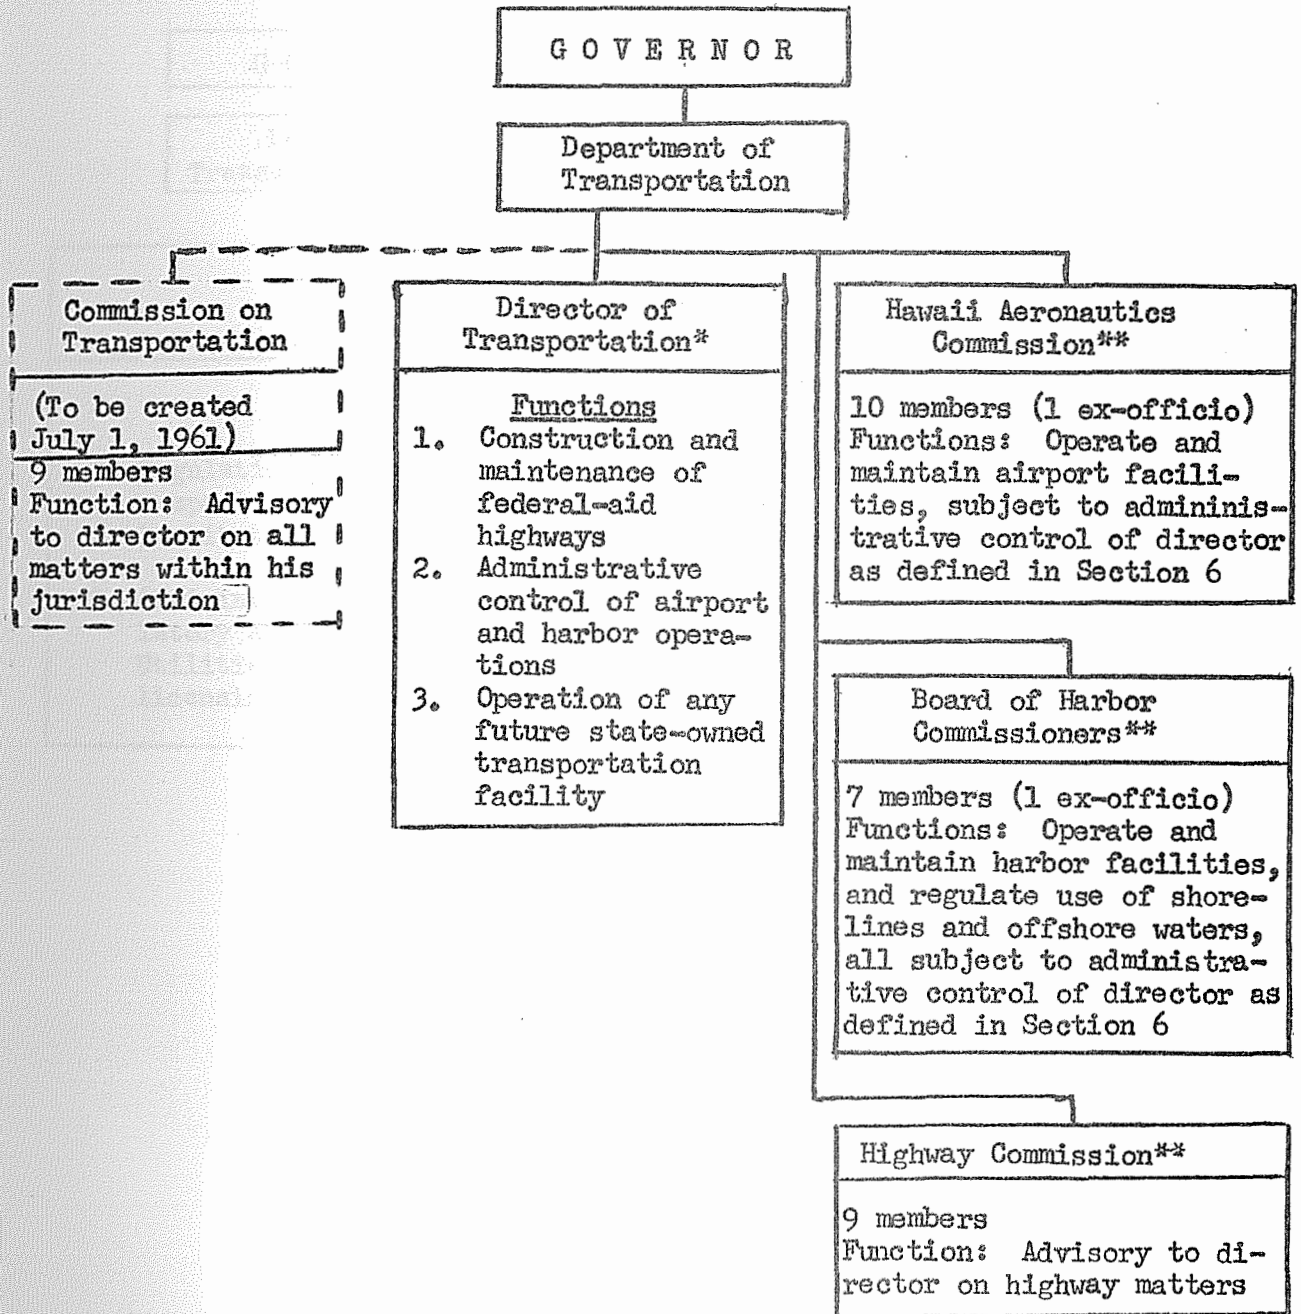 G O V E R N O R
Department of
Transportation
Commission on
Transportation
(To be created
July 1, 1961)
9 members
Function: Advisory
to director on all
matters within his
jurisdiction
Director of
Transportation*
Functions
1. Construction and
maintenance of
federal-aid
highways
2. Administrative
control of airport
and harbor opera-
tions
3. Operation of any
future state-owned
transportation
facility
Hawaii Aeronautics
Commission**
10 members (1 ex-officio)
Functions: Operate and
maintain airport facili-
ties, subject to admininis-
trative control of director
as defined in Section 6
Board of Harbor
Commissioners**
7 members (1 ex-officio)
Functions: Operate and
maintain harbor facilities,
and regulate use of shore-
lines and offshore waters,
all subject to administra-
tive control of director as
defined in Section 6
Highway Commission**
9 members
Function: Advisory to di-
rector on highway matters